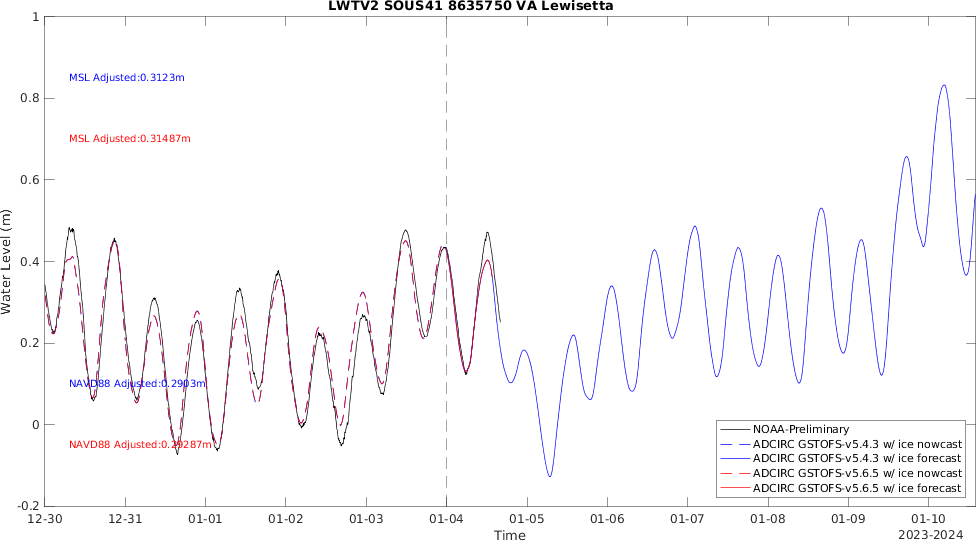 LWTV2 SOUS41 8635750 VA Lewisetta
1
0.8
0.6
0.4
0.2
0
-0.2
Water Level (m)
MSL Adjusted:0.3123m
MSL Adjusted:0.31487m
NAVD88 Adjusted:0.2903m
NAVD88 Adjusted:0.29287m
NOAA-Preliminary
ADCIRC GSTOFS-v5.4.3 w/ ice nowcast
ADCIRC GSTOFS-v5.4.3 w/ ice forecast
ADCIRC GSTOFS-v5.6.5 w/ ice nowcast
ADCIRC GSTOFS-v5.6.5 w/ ice forecast
12-30 12-31 01-01 01-02 01-03 01-04 01-05 01-06 01-07 01-08 01-09 01-10
Time
2023-2024